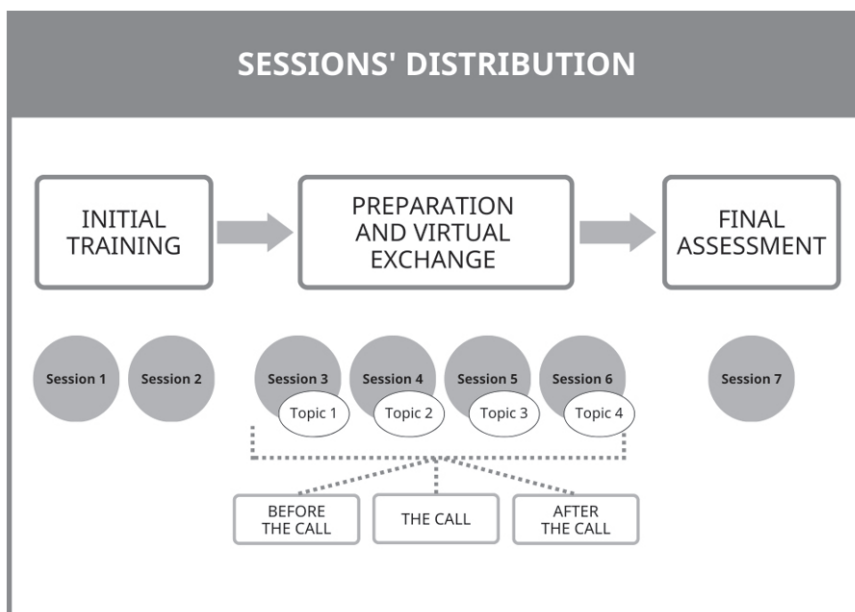 SESSIONS' DISTRIBUTION
INITIAL
TRAINING
PREPARATION
AND VIRTUAL
EXCHANGE
FINAL
ASSESSMENT
Session 1
Session 2
Session 3
Session 4
Session 5
Session 6
Session 7
Topic 1
Topic 2
Topic 3
Topic 4
BEFORE
THE CALL
THE CALL
AFTER
THE CALL